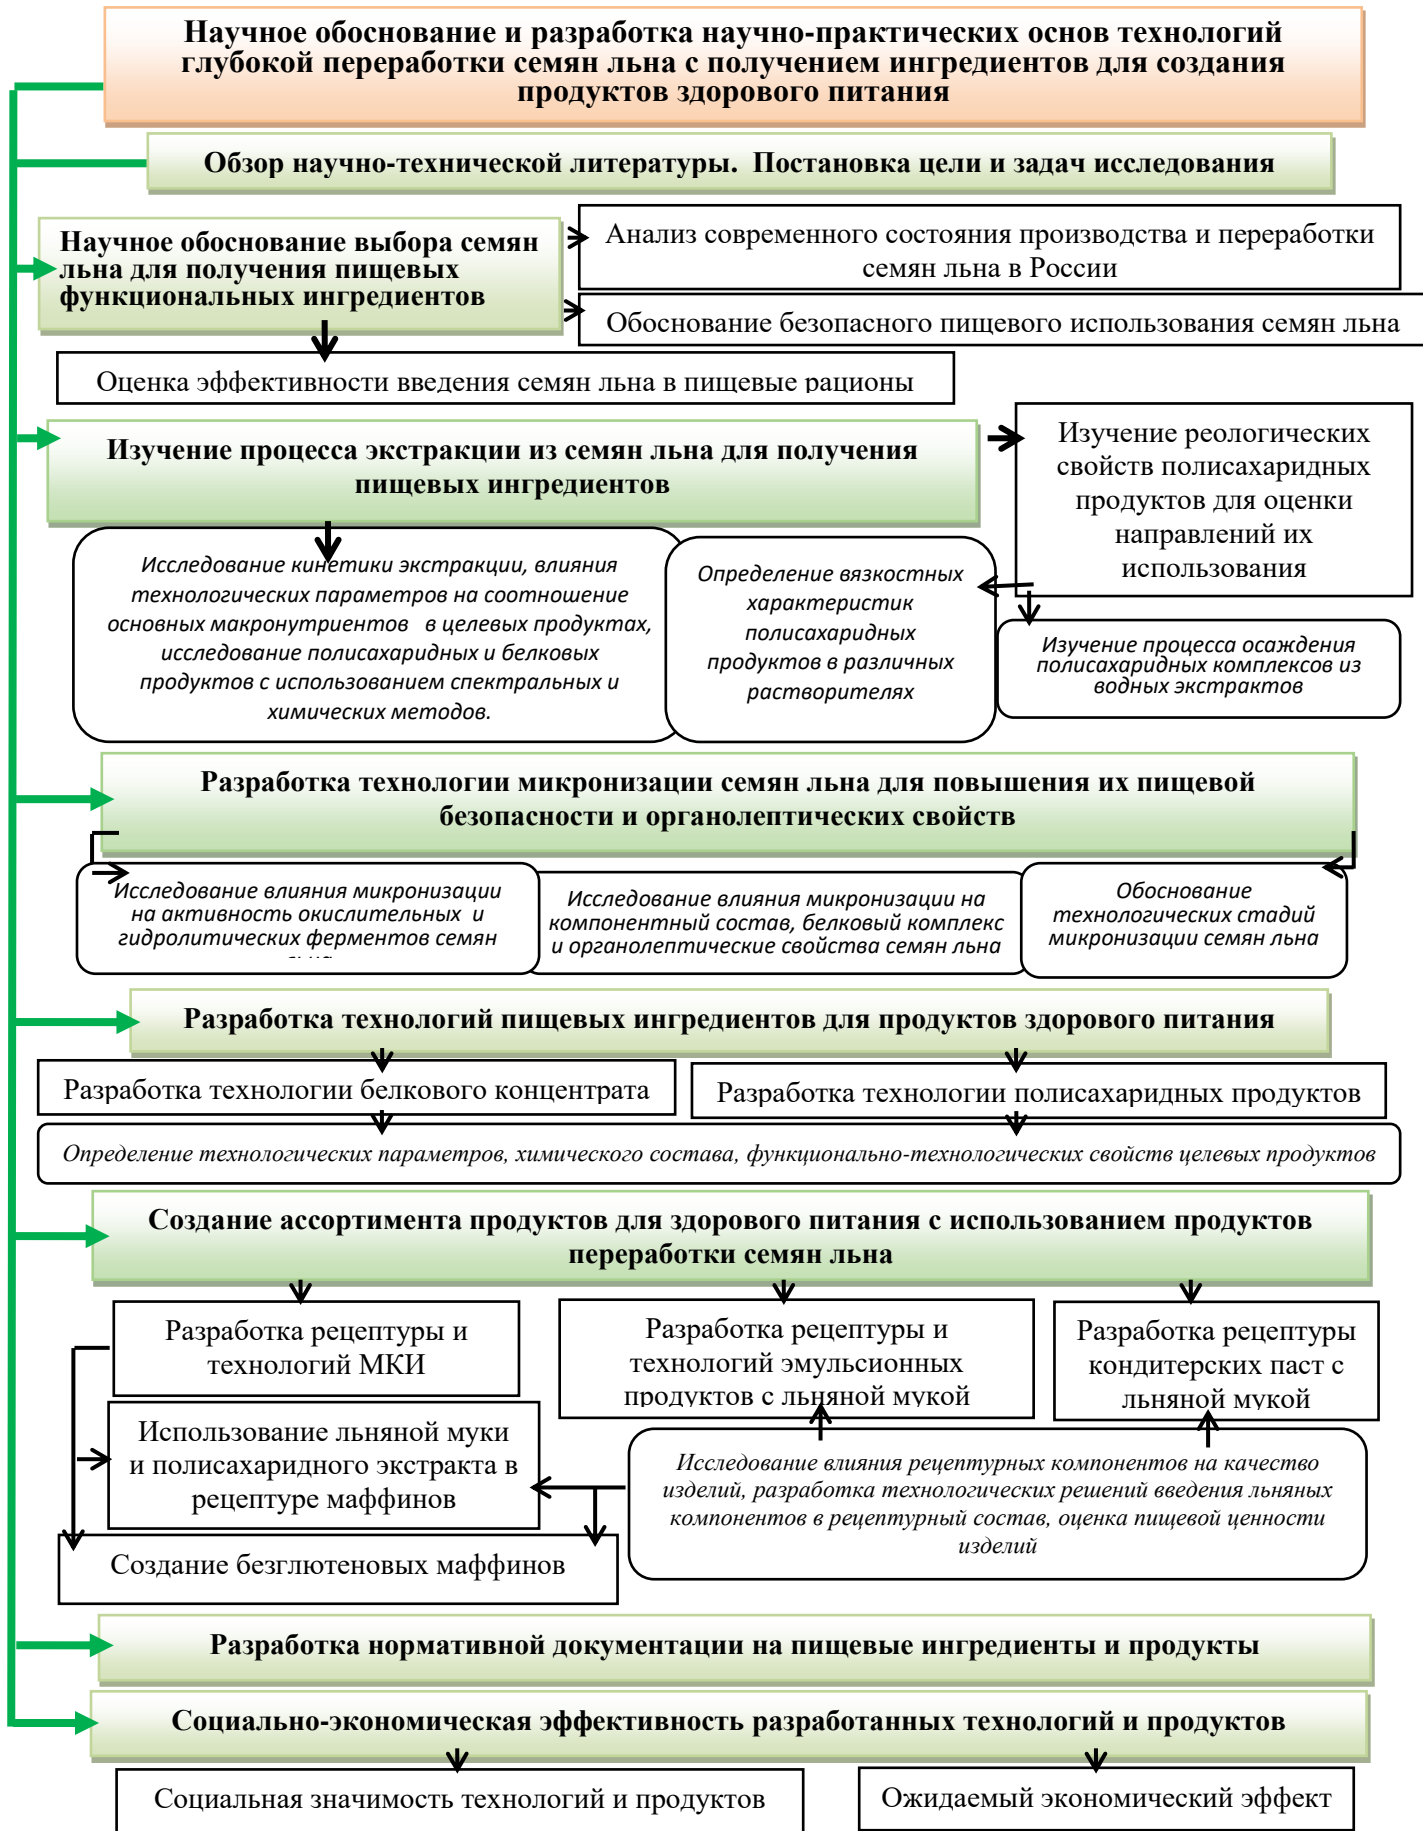 Научное обоснование и разработка научно-практических основ технологий
глубокой переработки семян льна с получением ингредиентов для создания
продуктов здорового питания
Обзор научно-технической литературы.  Постановка цели и задач исследования
Научное обоснование выбора семян
льна для получения пищевых
функциональных ингредиентов
Анализ современного состояния производства и переработки
семян льна в России
Обоснование безопасного пищевого использования семян льна
Оценка эффективности введения семян льна в пищевые рационы
Изучение процесса экстракции из семян льна для получения
пищевых ингредиентов
Изучение реологических
свойств полисахаридных
продуктов для оценки
направлений их
использования
Исследование кинетики экстракции, влияния
технологических параметров на соотношение
основных макронутриентов   в целевых продуктах,
исследование полисахаридных и белковых
продуктов с использованием спектральных и
химических методов.
Определение вязкостных
характеристик
полисахаридных
продуктов в различных
растворителях
Изучение процесса осаждения
полисахаридных комплексов из
водных экстрактов
Разработка технологии микронизации семян льна для повышения их пищевой
безопасности и органолептических свойств
Исследование влияния микронизации
на активность окислительных  и
гидролитических ферментов семян
Исследование влияния микронизации на
компонентный состав, белковый комплекс
и органолептические свойства семян льна
Обоснование
технологических стадий
микронизации семян льна
Разработка технологий пищевых ингредиентов для продуктов здорового питания
Разработка технологии белкового концентрата
Разработка технологии полисахаридных продуктов
Определение технологических параметров, химического состава, функционально-технологических свойств целевых продуктов
Создание ассортимента продуктов для здорового питания с использованием продуктов
переработки семян льна
Разработка рецептуры и
технологий МКИ
Разработка рецептуры и
технологий эмульсионных
продуктов с льняной мукой
Разработка рецептуры
кондитерских паст с
льняной мукой
Использование льняной муки
и полисахаридного экстракта в
рецептуре маффинов
Исследование влияния рецептурных компонентов на качество
изделий, разработка технологических решений введения льняных
компонентов в рецептурный состав, оценка пищевой ценности
изделий
Создание безглютеновых маффинов
Разработка нормативной документации на пищевые ингредиенты и продукты
Социально-экономическая эффективность разработанных технологий и продуктов
Социальная значимость технологий и продуктов
Ожидаемый экономический эффект